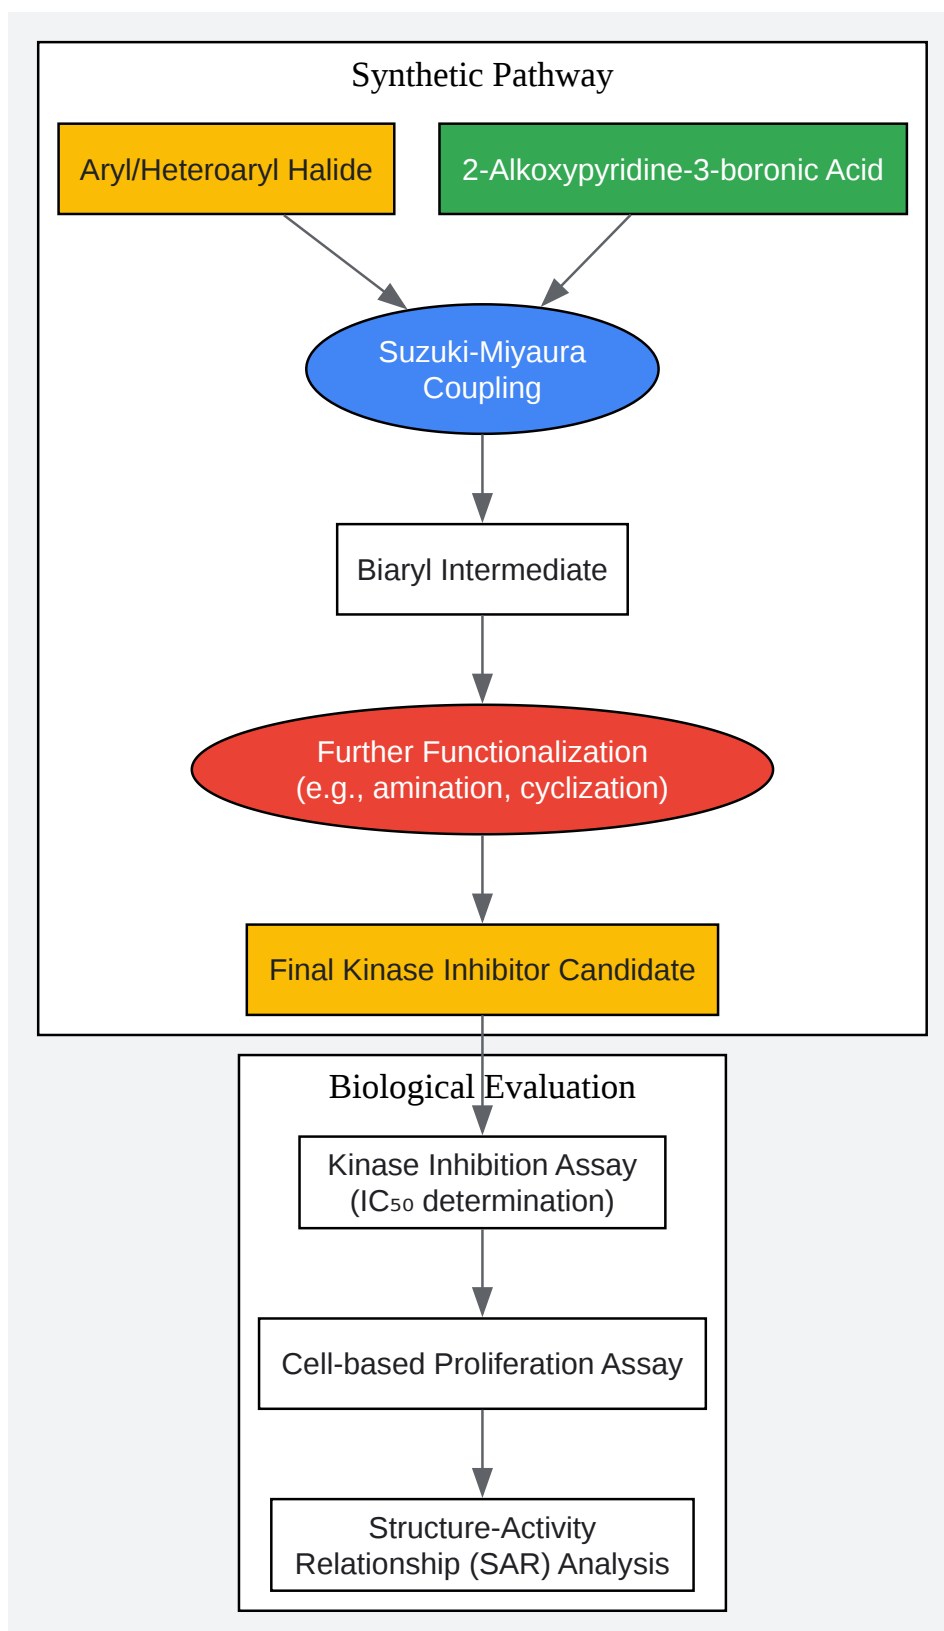 Synthetic Pathway
Aryl/Heteroaryl Halide
2-Alkoxypyridine-3-boronic Acid
Suzuki-Miyaura
Coupling
Biaryl Intermediate
Further Functionalization
(e.g., amination, cyclization)
Final Kinase Inhibitor Candidate
Biological Evaluation
Kinase Inhibition Assay
(IC₅₀ determination)
Cell-based Proliferation Assay
Structure-Activity
Relationship (SAR) Analysis